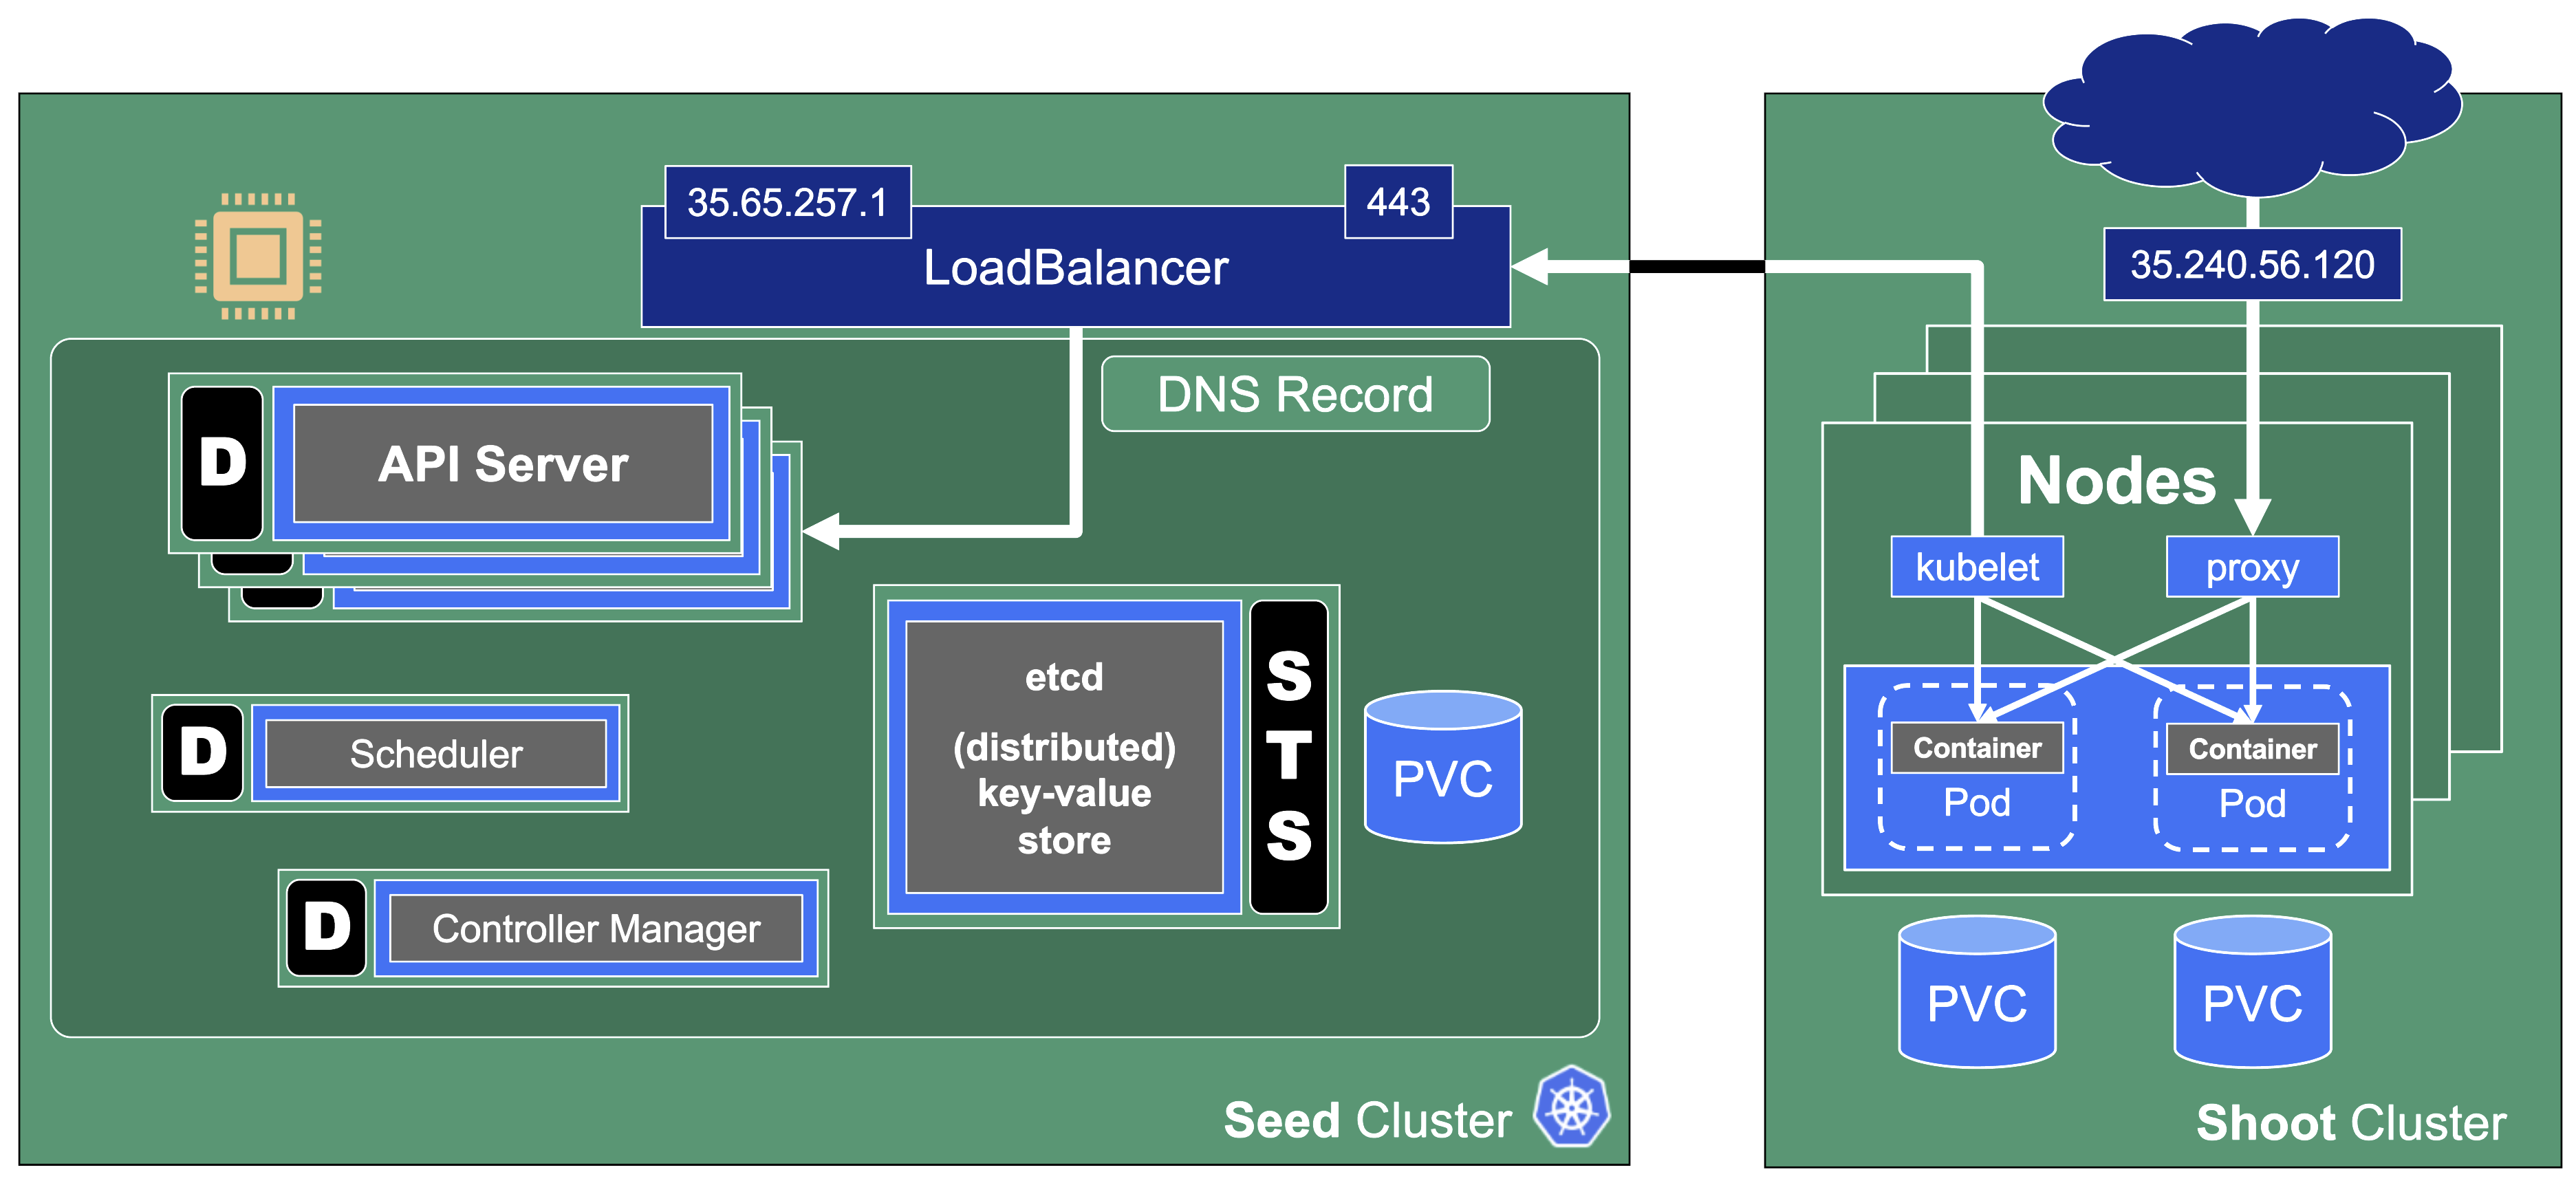 35.65.257.1
443
LoadBalancer
DNS Record
D
API Server
D
Scheduler
D
Controller Manager
etcd
(distributed)
key-value
store
S
T
S
PVC
Seed Cluster
35.240.56.120
Nodes
kubelet
proxy
Container
Pod
Container
Pod
PVC
PVC
Shoot Cluster